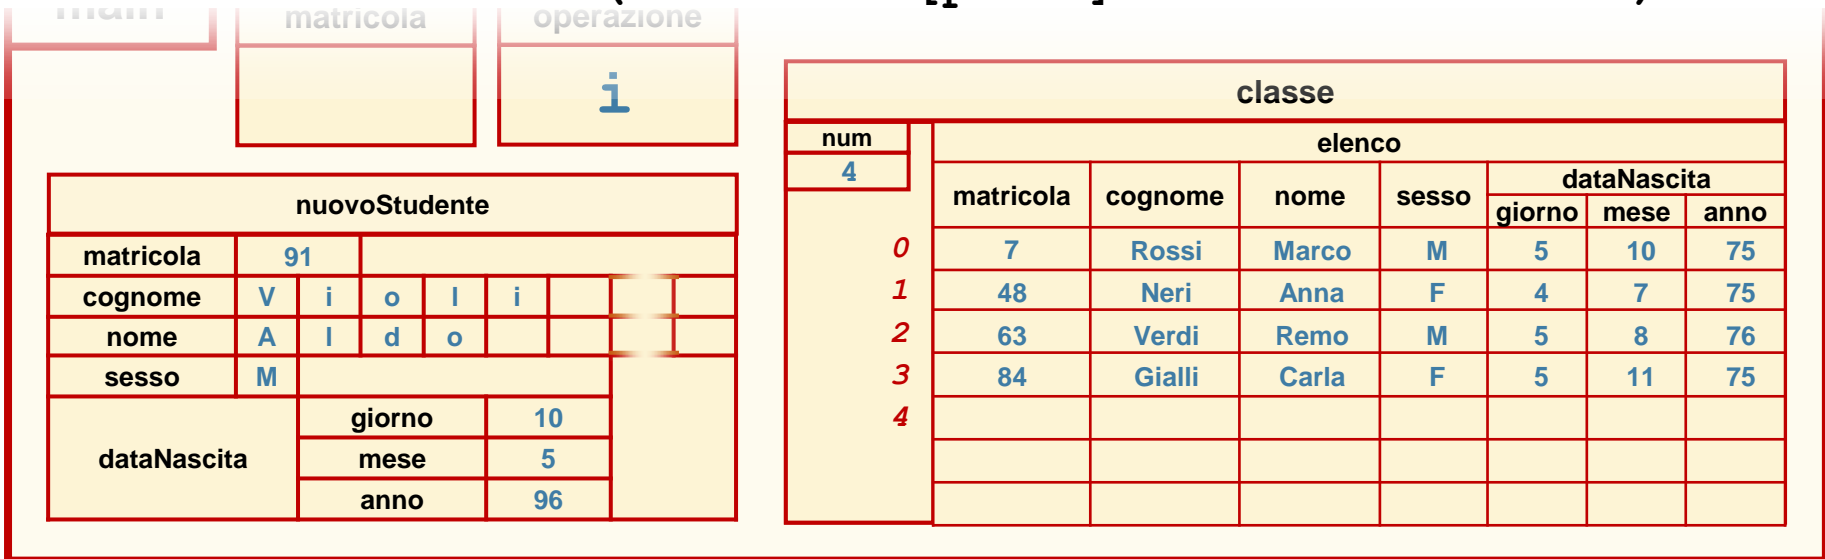 main
matricola operazione
i
nuovoStudente
matricola 91
cognome V i o l i
nome A l d o
sesso M
dataNascita
giorno 10
mese 5
anno 96
classe
num elenco
4
matricola cognome nome sesso dataNascita
giorno mese anno
0 7 Rossi Marco M 5 10 75
1 48 Neri Anna F 4 7 75
2 63 Verdi Remo M 5 8 76
3 84 Gialli Carla F 5 11 75
4